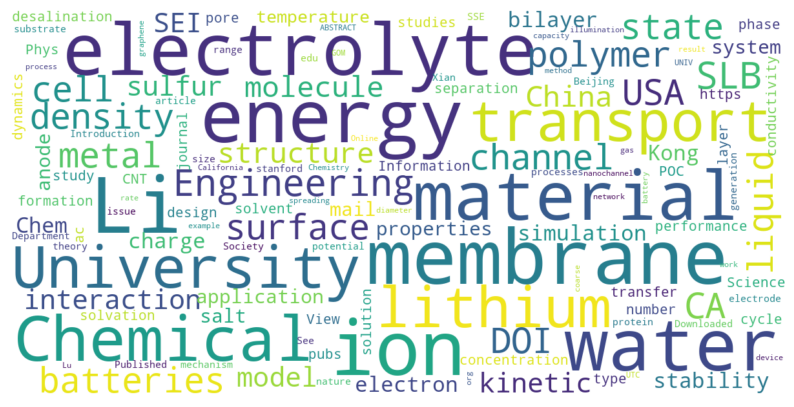 desalination
substrate
Phys
SEI
pore
range
temperature
graphene
ABSTRACT
studies
SSE
edu
SOM
bilayer
capacity
illumination
result
state
phase
process
electrolyte
method
UNIV
polymer
system
Xian
Beijing
dynamics
cell
sulfur
molecule
separation
SLB
density
energy
China
USA
https
conductivity
Introduction
article
Online
transport
anode
metal
journal
structure
channel
Kong
layer
size
California
stanford
Chemistry
Information
processes
nanochannel
gas
POC
generation
study
CNT
rate
Engineering
battery
network
formation
Li
spreading
diameter
material
liquid
issue
design
solvent
mail
Chem
example
surface
properties
simulation
performance
Department
ac
charge
Society
potential
theory
University
membrane
work
Science
interaction
application
View
solution
lithium
transfer
CA
electrode
coarse
number
solvation
salt
See
pubs
DOI
protein
Downloaded
cycle
Chemical
ion
water
electron
concentration
Published
mechanism
device
batteries
model
nature
org
kinetic
type
stability
Lu